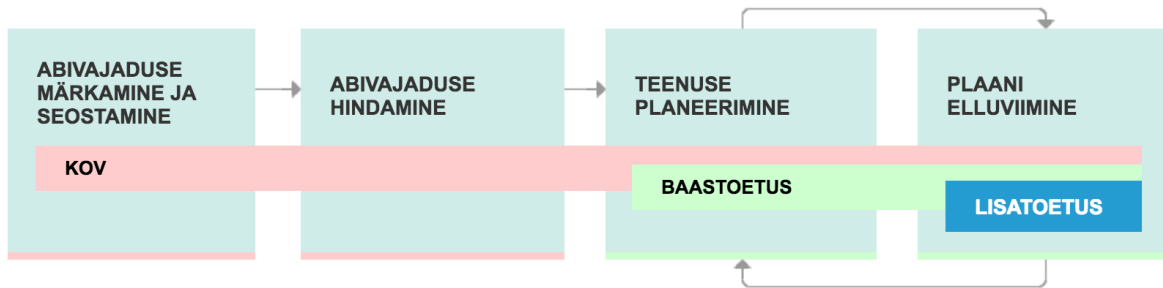 ABIVAJADUSE
MÄRKAMINE JA
SEOSTAMINE
ABIVAJADUSE
HINDAMINE
TEENUSE
PLANEERIMINE
PLAANI
ELLUVIIMINE
KOV
BAASTOETUS
LISATOETUS